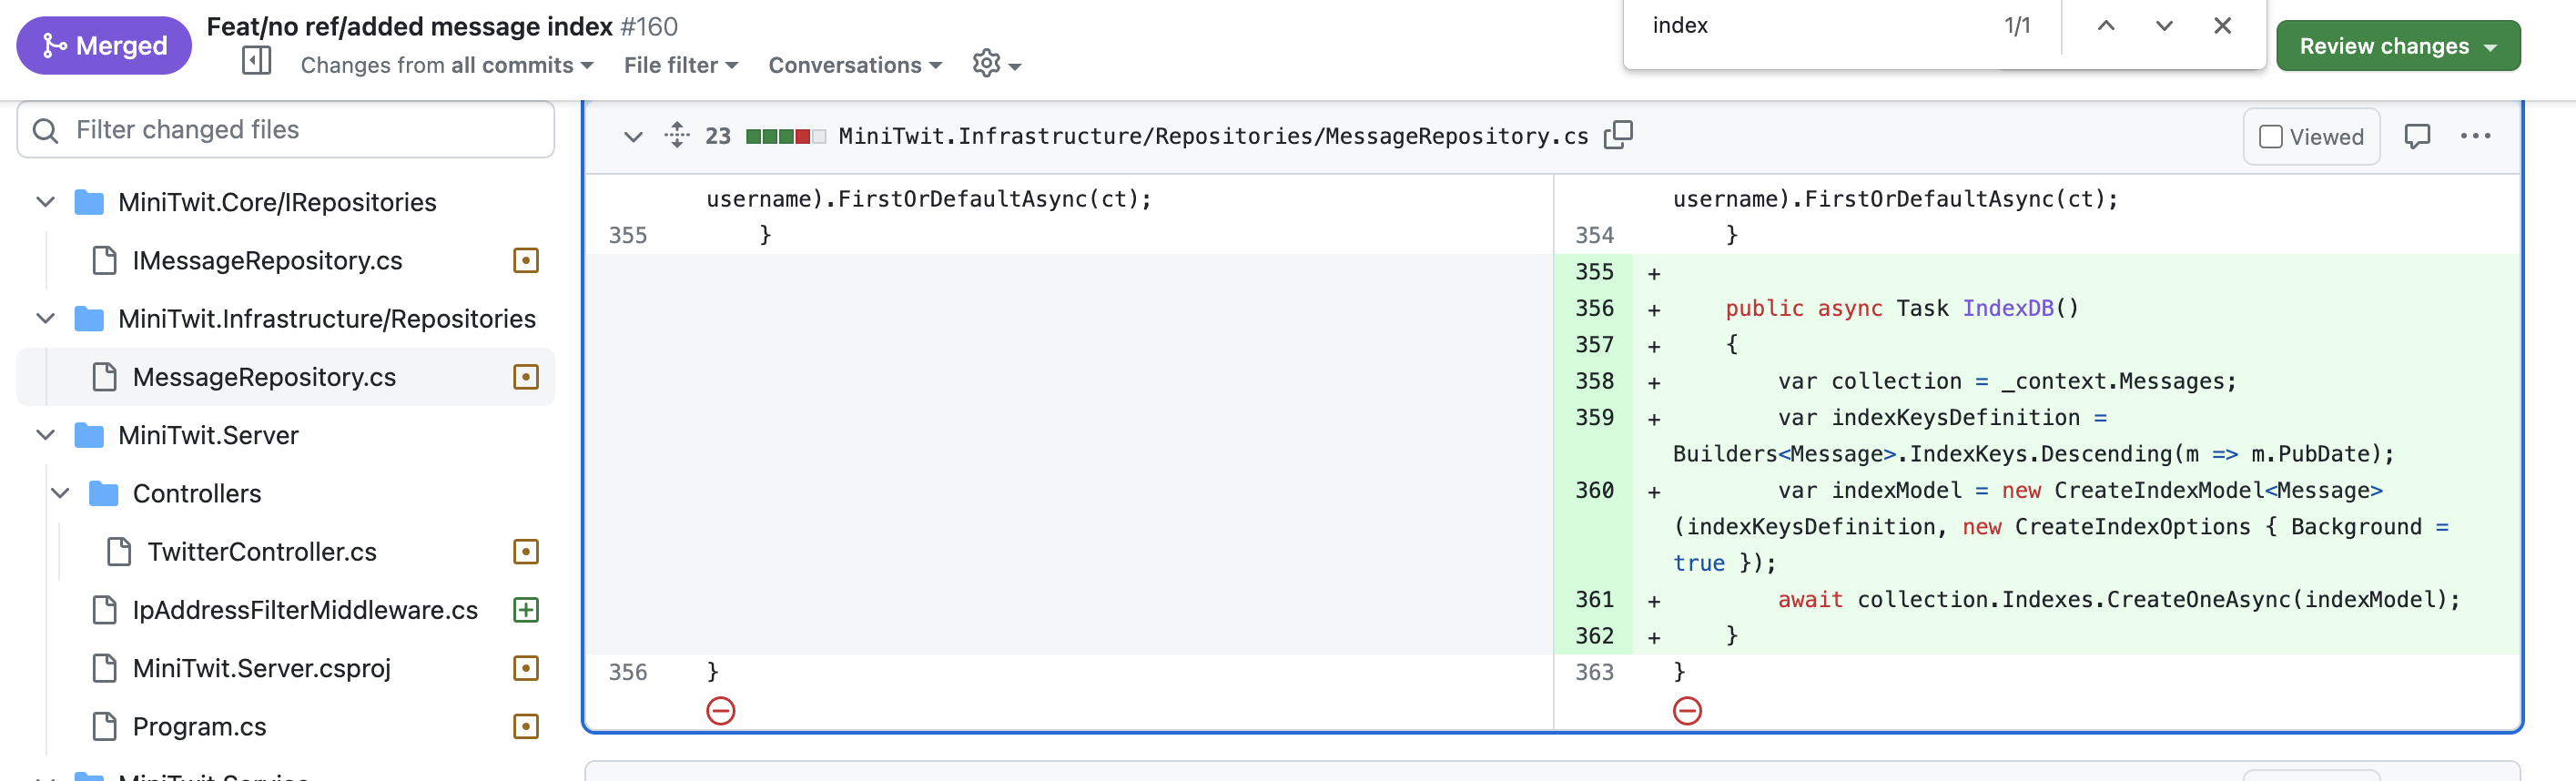 Merged
Feat/no ref/added message index #160
Changes from all commits
File filter
Conversations
index
1/1
Review changes
Filter changed files
MiniTwit.Core/IRepositories
IMessageRepository.cs
MiniTwit.Infrastructure/Repositories
MessageRepository.cs
MiniTwit.Server
Controllers
TwitterController.cs
IpAddressFilterMiddleware.cs
MiniTwit.Server.csproj
Program.cs
MiniTwit.Service
23 MiniTwit.Infrastructure/Repositories/MessageRepository.cs
Viewed
username).FirstOrDefaultAsync(ct);
355 }
356 }
username).FirstOrDefaultAsync(ct);
354 }
355 +
356 + public async Task IndexDB()
357 + {
358 + var collection = _context.Messages;
359 + var indexKeysDefinition =
Builders<Message>.IndexKeys.Descending(m => m.PubDate);
360 + var indexModel = new CreateIndexModel<Message>
(indexKeysDefinition, new CreateIndexOptions { Background =
true });
361 + await collection.Indexes.CreateOneAsync(indexModel);
362 + }
363 }